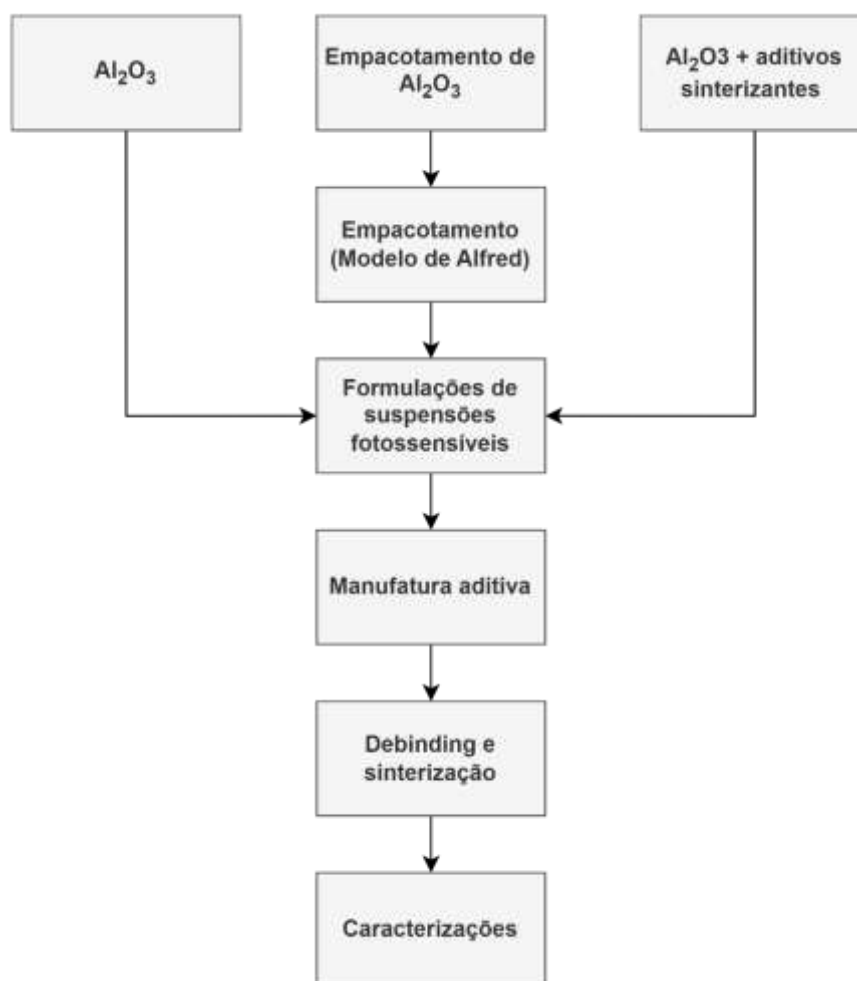 Al₂O₃
Empacotamento de
Al₂O₃
Al₂O3 + aditivos
sinterizantes
Empacotamento
(Modelo de Alfred)
Formulações de
suspensões
fotossensíveis
Manufatura aditiva
Debinding e
sinterização
Caracterizações